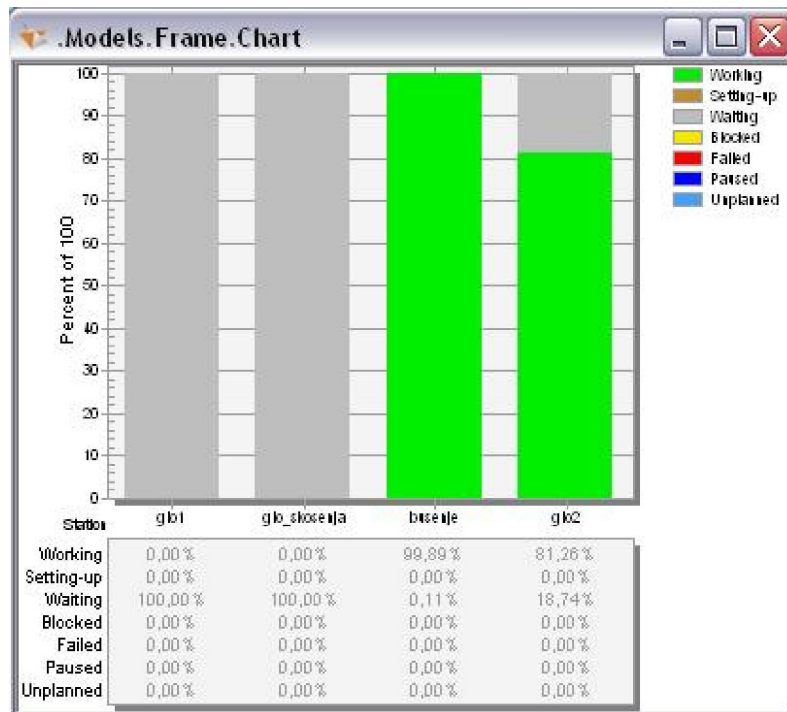 .Models.Frame.Chart
Working
Setting-up
Waiting
Blocked
Failed
Paused
Unplanned
Percent of 100
100
90
80
70
60
50
40
30
20
10
0
Station glo1 glo_skosenja busenje glo2
Working 0,00% 0,00% 99,89% 81,26%
Setting-up 0,00% 0,00% 0,00% 0,00%
Waiting 100,00% 100,00% 0,11% 18,74%
Blocked 0,00% 0,00% 0,00% 0,00%
Failed 0,00% 0,00% 0,00% 0,00%
Paused 0,00% 0,00% 0,00% 0,00%
Unplanned 0,00% 0,00% 0,00% 0,00%